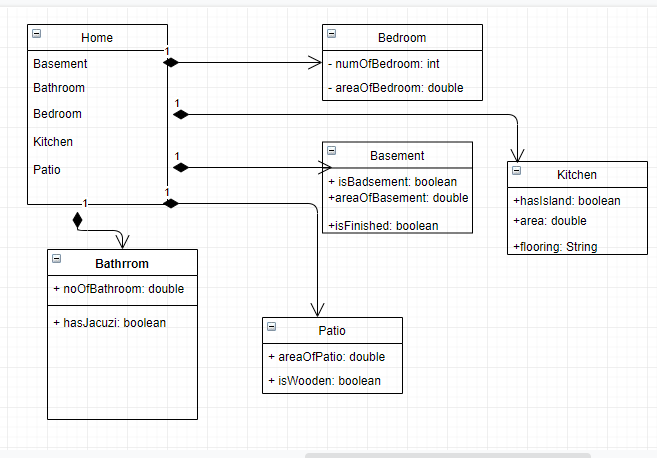 Home
Basement
Bathroom
Bedroom
Kitchen
Patio
1
1
1
1
1
Bedroom
- numOfBedroom: int
- areaOfBedroom: double
Basement
+ isBadsement: boolean
+areaOfBasement: double
+isFinished: boolean
Kitchen
+hasIsland: boolean
+area: double
+flooring: String
Bathrrom
+ noOfBathroom: double
+ hasJacuzi: boolean
Patio
+ areaOfPatio: double
+ isWooden: boolean